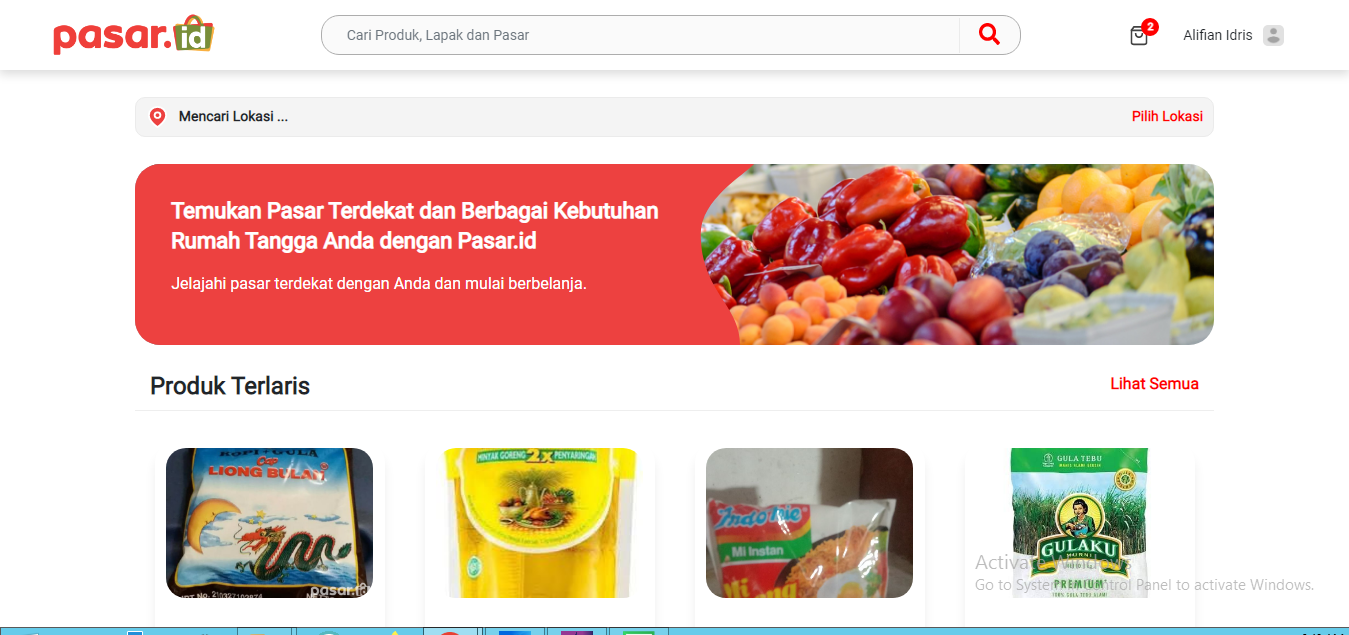 pasar.id
Cari Produk, Lapak dan Pasar
2
Alifian Idris
Mencari Lokasi ...
Pilih Lokasi
Temukan Pasar Terdekat dan Berbagai Kebutuhan
Rumah Tangga Anda dengan Pasar.id
Jelajahi pasar terdekat dengan Anda dan mulai berbelanja.
Produk Terlaris
Lihat Semua
KOPI + GULA
Cap
LIONG BULAN
pasar.id
MINYAK GORENG 2X PENYARINGAN
Indomie
Mi Instan
GULA TEBU
GULAKU
PREMIUM
Activate Windows
Go to System in Control Panel to activate Windows.